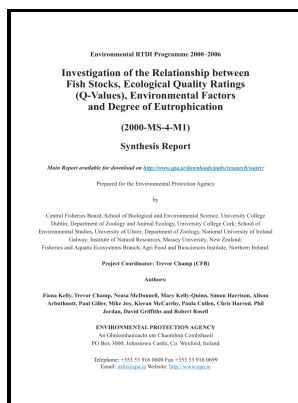 Environmental RTDI Programme 2000–2006
Investigation of the Relationship between
Fish Stocks, Ecological Quality Ratings
(Q-Values), Environmental Factors
and Degree of Eutrophication
(2000-MS-4-M1)
Synthesis Report
Main Report available for download on http://www.epa.ie/downloads/pubs/research/water/
Prepared for the Environmental Protection Agency
by
Central Fisheries Board, School of Biological and Environmental Science, University College
Dublin; Department of Zoology and Animal Ecology, University College Cork; School of
Environmental Studies, University of Ulster; Department of Zoology, National University of Ireland
Galway; Institute of Natural Resources, Massey University, New Zealand;
Fisheries and Aquatic Ecosystems Branch, Agri Food and Biosciences Institute, Northern Ireland.
Project Coordinator: Trevor Champ (CFB)
Authors:
Fiona Kelly, Trevor Champ, Neasa McDonnell, Mary Kelly-Quinn, Simon Harrison, Alison
Arbuthnott, Paul Giller, Mike Joy, Kieran McCarthy, Paula Cullen, Chris Harrod, Phil
Jordan, David Griffiths and Robert Rosell
ENVIRONMENTAL PROTECTION AGENCY
An Ghníomhaireacht um Chaomhnú Comhshaoil
PO Box 3000, Johnstown Castle, Co. Wexford, Ireland
Telephone: +353 53 916 0600 Fax +353 53 916 0699
Email: info@epa.ie Website: http://www.epa.ie